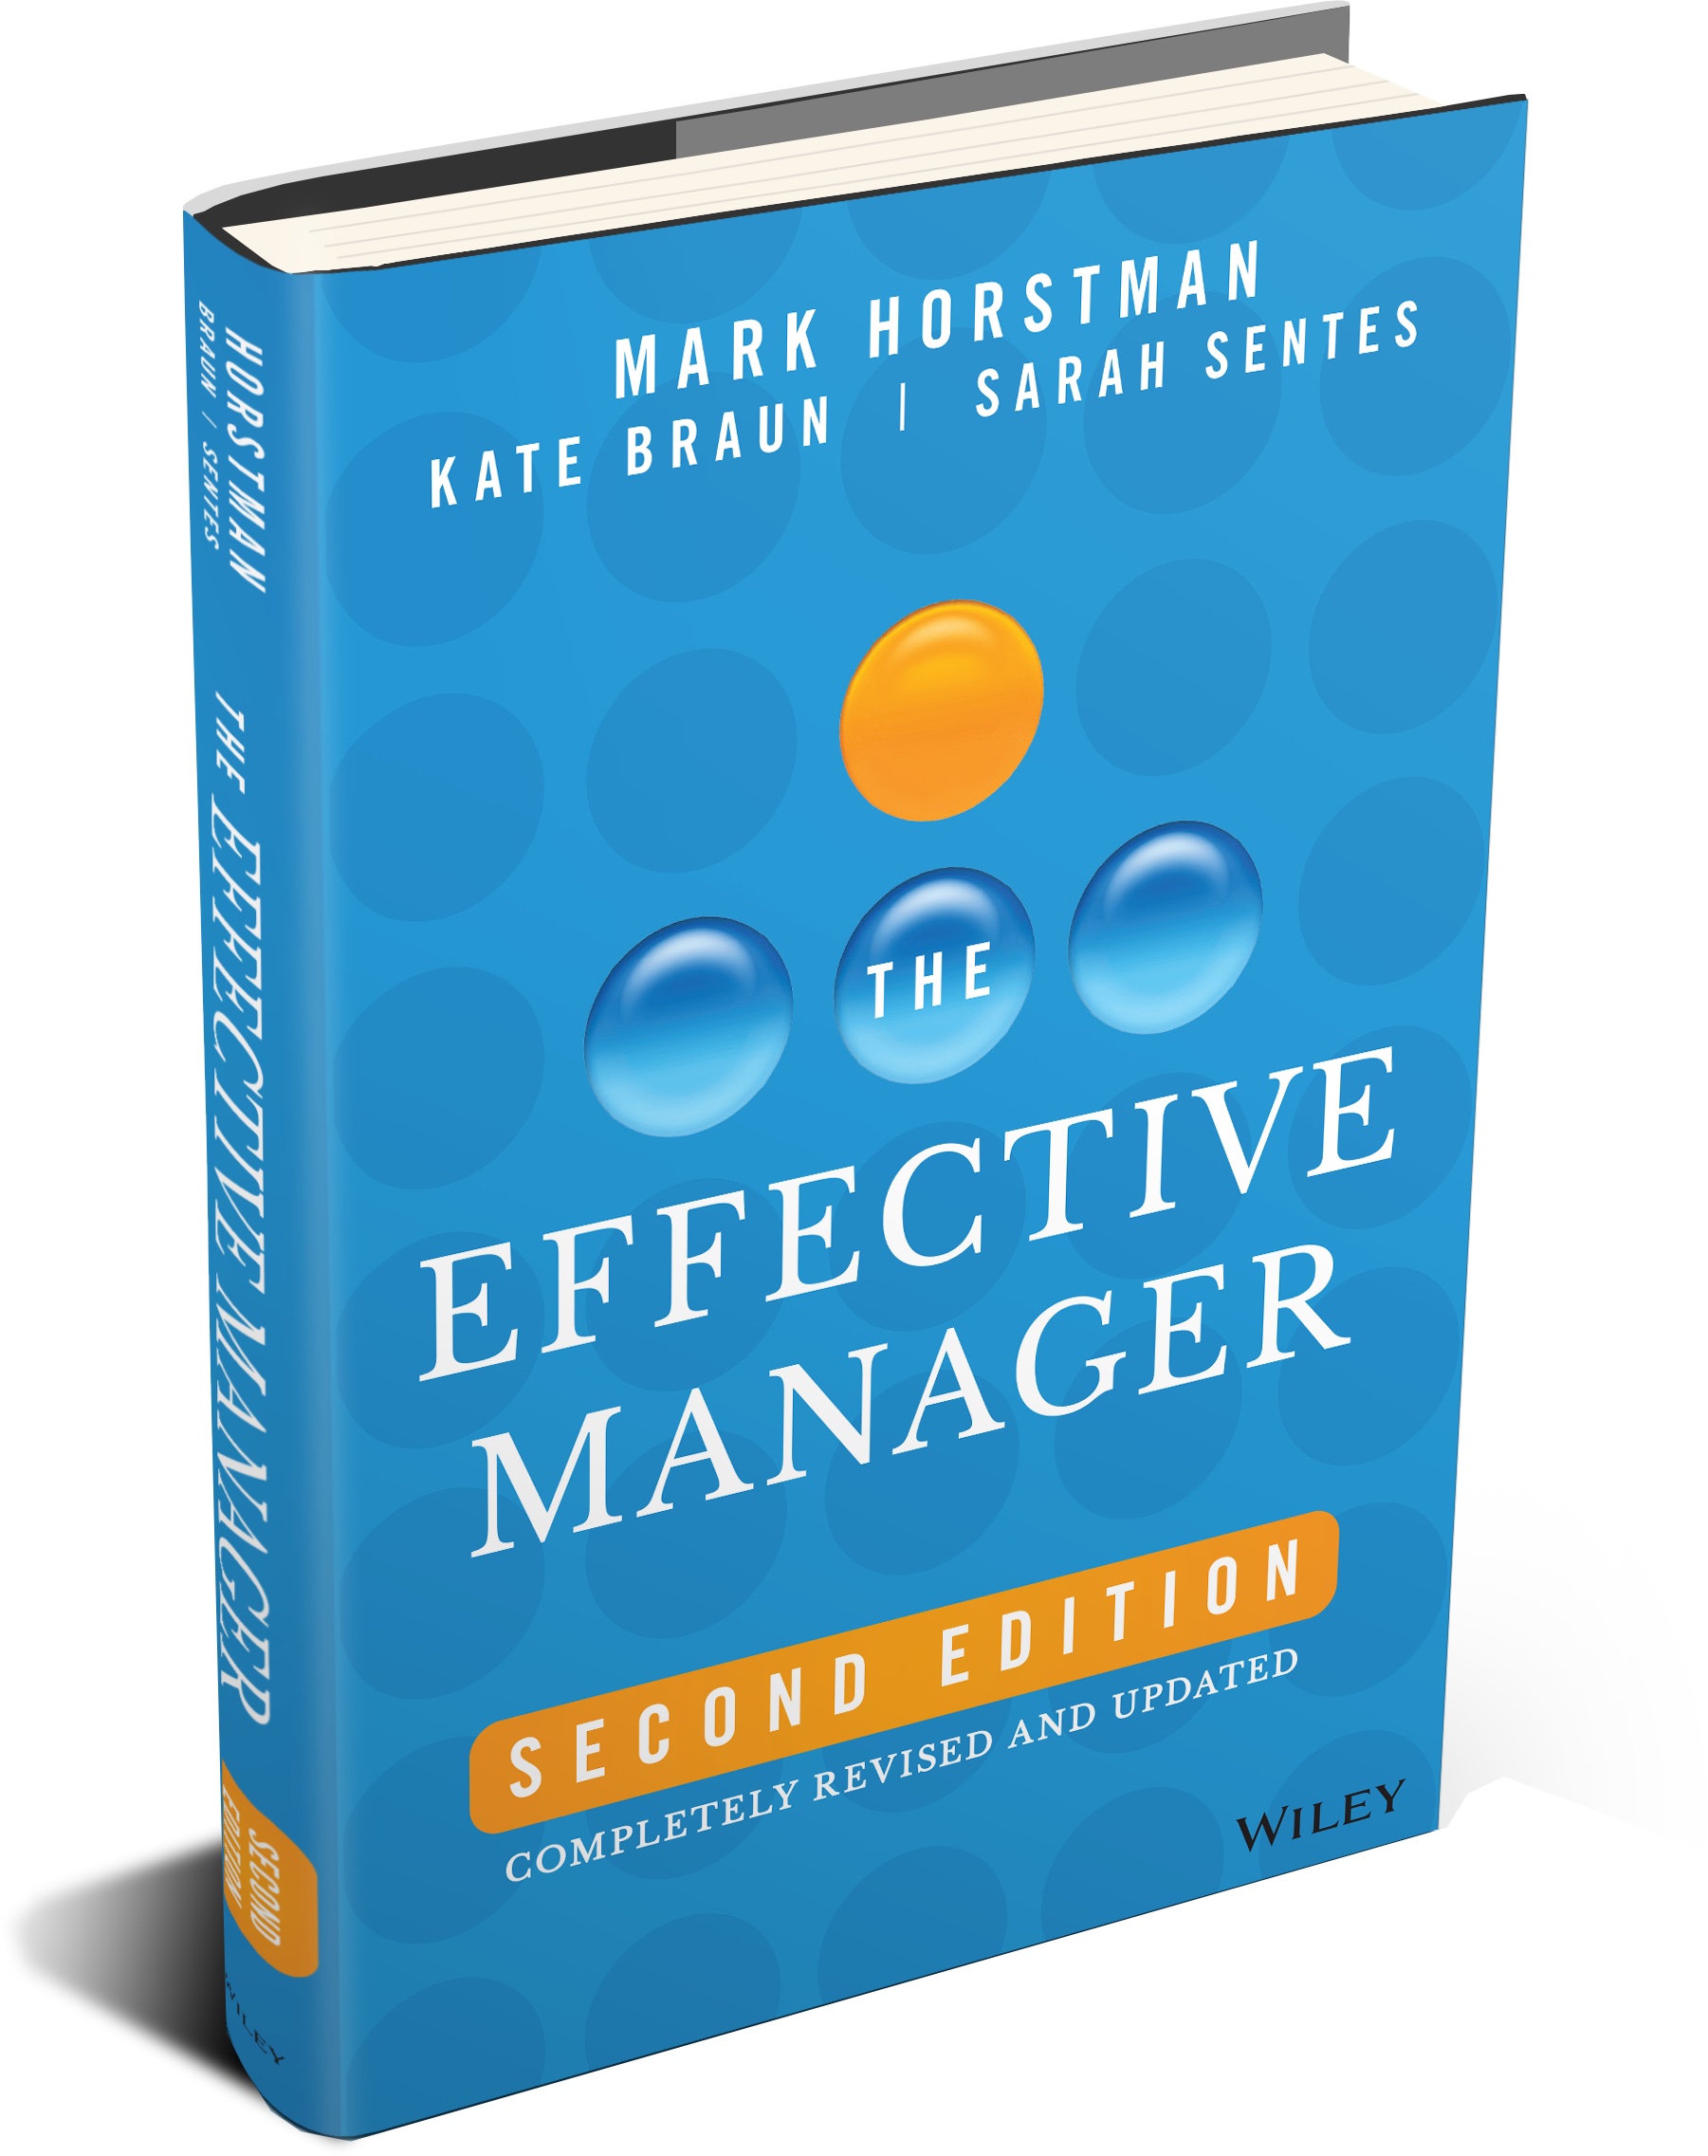 MARK HORSTMAN
KATE BRAUN | SARAH SENTES
THE
EFFECTIVE
MANAGER
SECOND EDITION
COMPLETELY REVISED AND UPDATED
WILEY
HORSTMAN
BRAUN / SENTES
THE EFFECTIVE MANAGER
SECOND
EDITION
WILEY